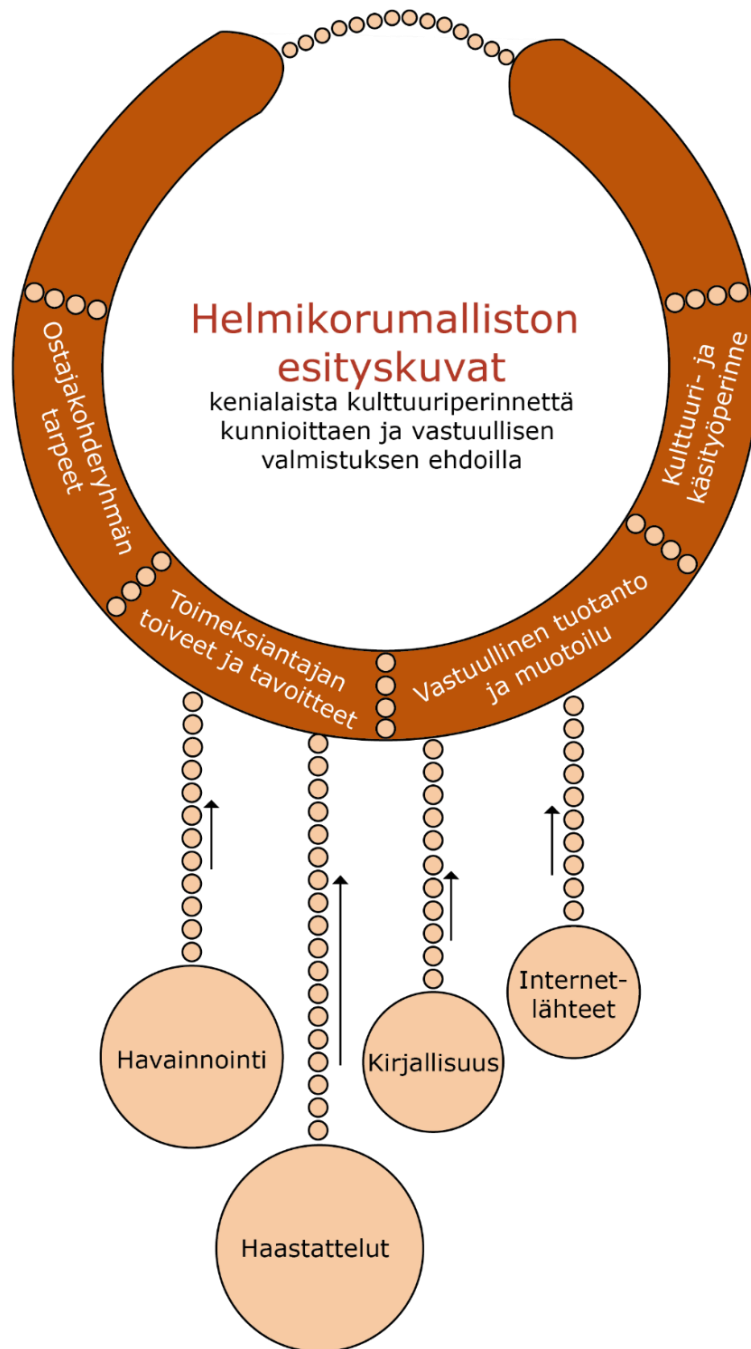 Helmikorumalliston
esityskuvat
kenialaista kulttuuriperinnettä
kunnioittaen ja vastuullisen
valmistuksen ehdoilla
Ostajakohderyhmän
tarpeet
Toimeksiantajan
toiveet ja tavoitteet
Vastuullinen tuotanto
ja muotoilu
Kulttuuri- ja
käsityöperinne
Havainnointi
Haastattelut
Kirjallisuus
Internet-
lähteet